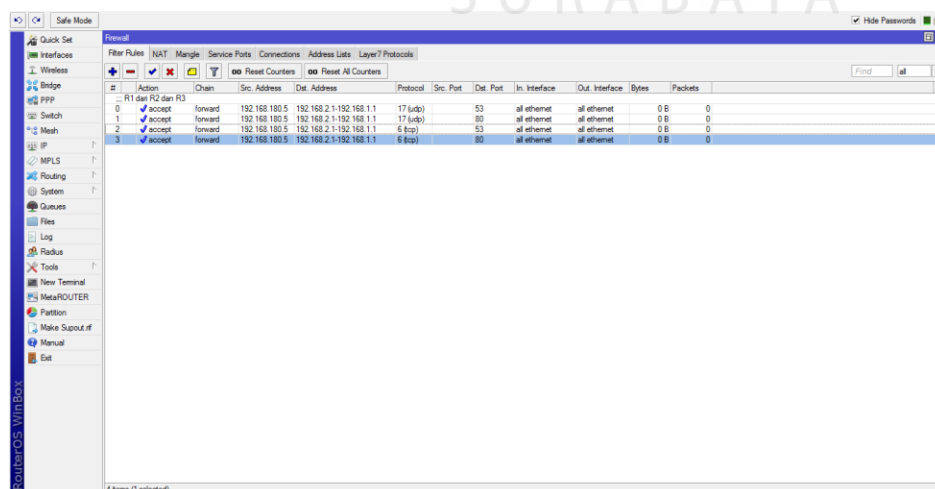 SURABAYA
Safe Mode
Hide Passwords
Quick Set
Interfaces
Wireless
Bridge
PPP
Switch
Mesh
IP
MPLS
Routing
System
Queues
Files
Log
Radius
Tools
New Terminal
MetaROUTER
Partition
Make Supout.rif
Manual
Exit
RouterOS WinBox
Firewall
Filter Rules NAT Mangle Service Ports Connections Address Lists Layer7 Protocols
00 Reset Counters 00 Reset All Counters Find all
# Action Chain Src. Address Dst. Address Protocol Src. Port Dst. Port In. Interface Out. Interface Bytes Packets
::: R1 dari R2 dan R3
0 accept forward 192.168.180.5 192.168.2.1-192.168.1.1 17 (udp) 53 all ethernet all ethernet 0 B 0
1 accept forward 192.168.180.5 192.168.2.1-192.168.1.1 17 (udp) 80 all ethernet all ethernet 0 B 0
2 accept forward 192.168.180.5 192.168.2.1-192.168.1.1 6 (tcp) 53 all ethernet all ethernet 0 B 0
3 accept forward 192.168.180.5 192.168.2.1-192.168.1.1 6 (tcp) 80 all ethernet all ethernet 0 B 0
4 items (1 selected)